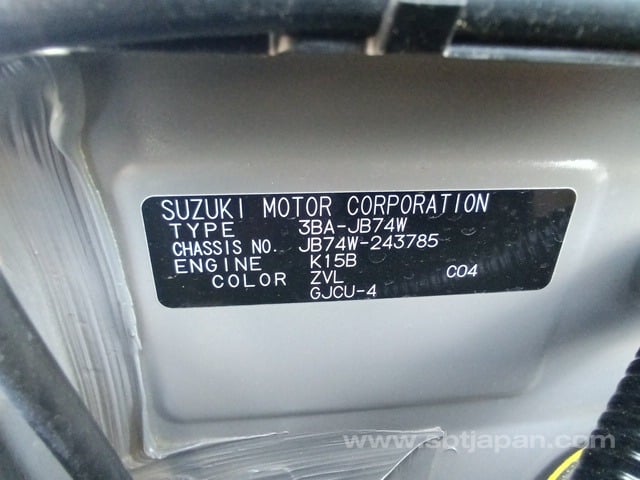 SUZUKI MOTOR CORPORATION
TYPE 3BA-JB74W
CHASSIS NO. JB74W-243785
ENGINE K15B
COLOR ZVL C04
GJCU-4
www.sbtjapan.com